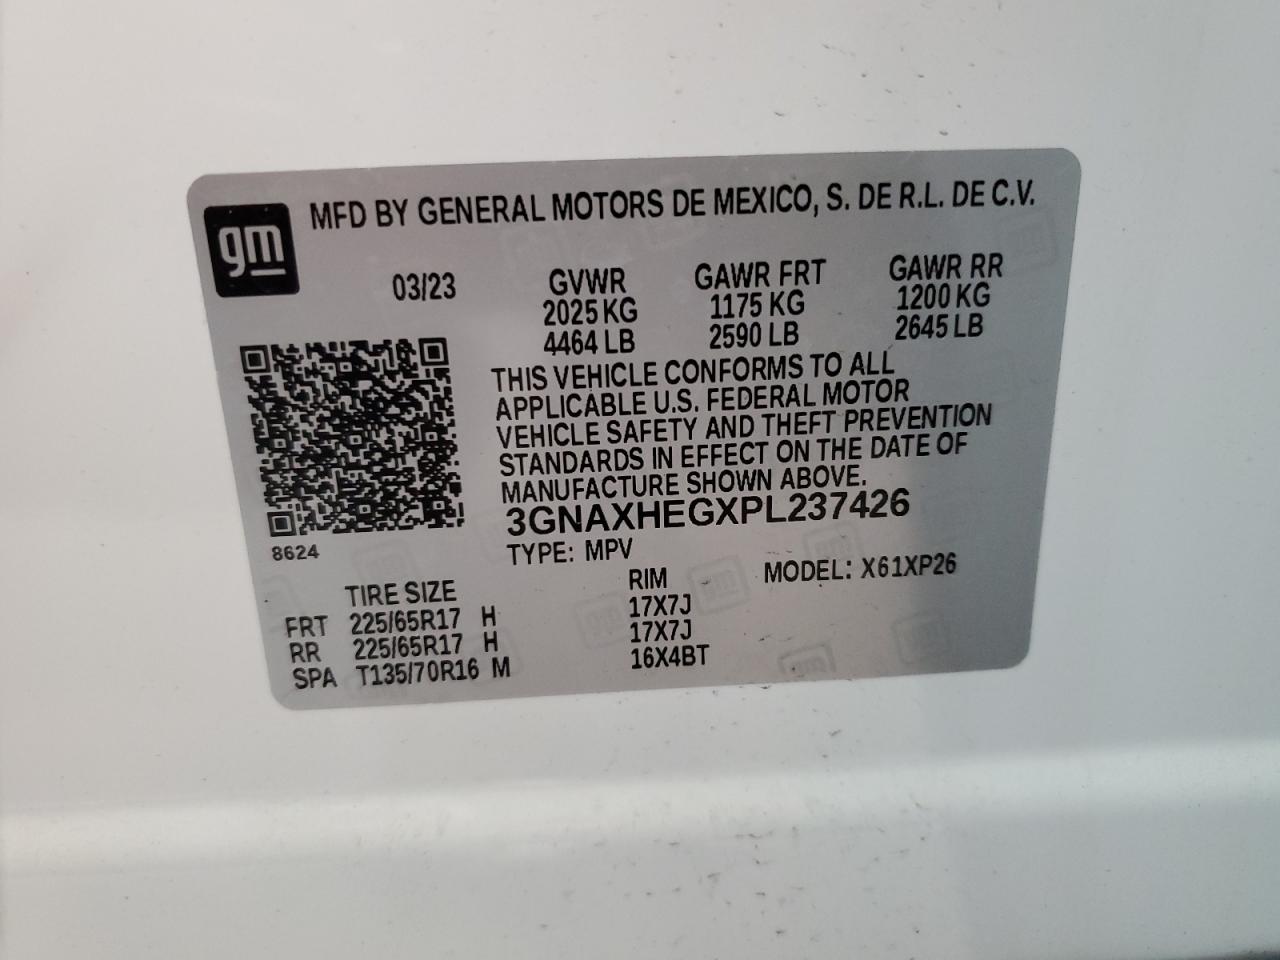 gm
MFD BY GENERAL MOTORS DE MEXICO, S. DE R.L. DE C.V.
03/23 GVWR GAWR FRT GAWR RR
2025 KG 1175 KG 1200 KG
4464 LB 2590 LB 2645 LB
THIS VEHICLE CONFORMS TO ALL
APPLICABLE U.S. FEDERAL MOTOR
VEHICLE SAFETY AND THEFT PREVENTION
STANDARDS IN EFFECT ON THE DATE OF
MANUFACTURE SHOWN ABOVE.
3GNAXHEGXPL237426
8624
TYPE: MPV MODEL: X61XP26
TIRE SIZE RIM
FRT 225/65R17 H 17X7J
RR 225/65R17 H 17X7J
SPA T135/70R16 M 16X4BT